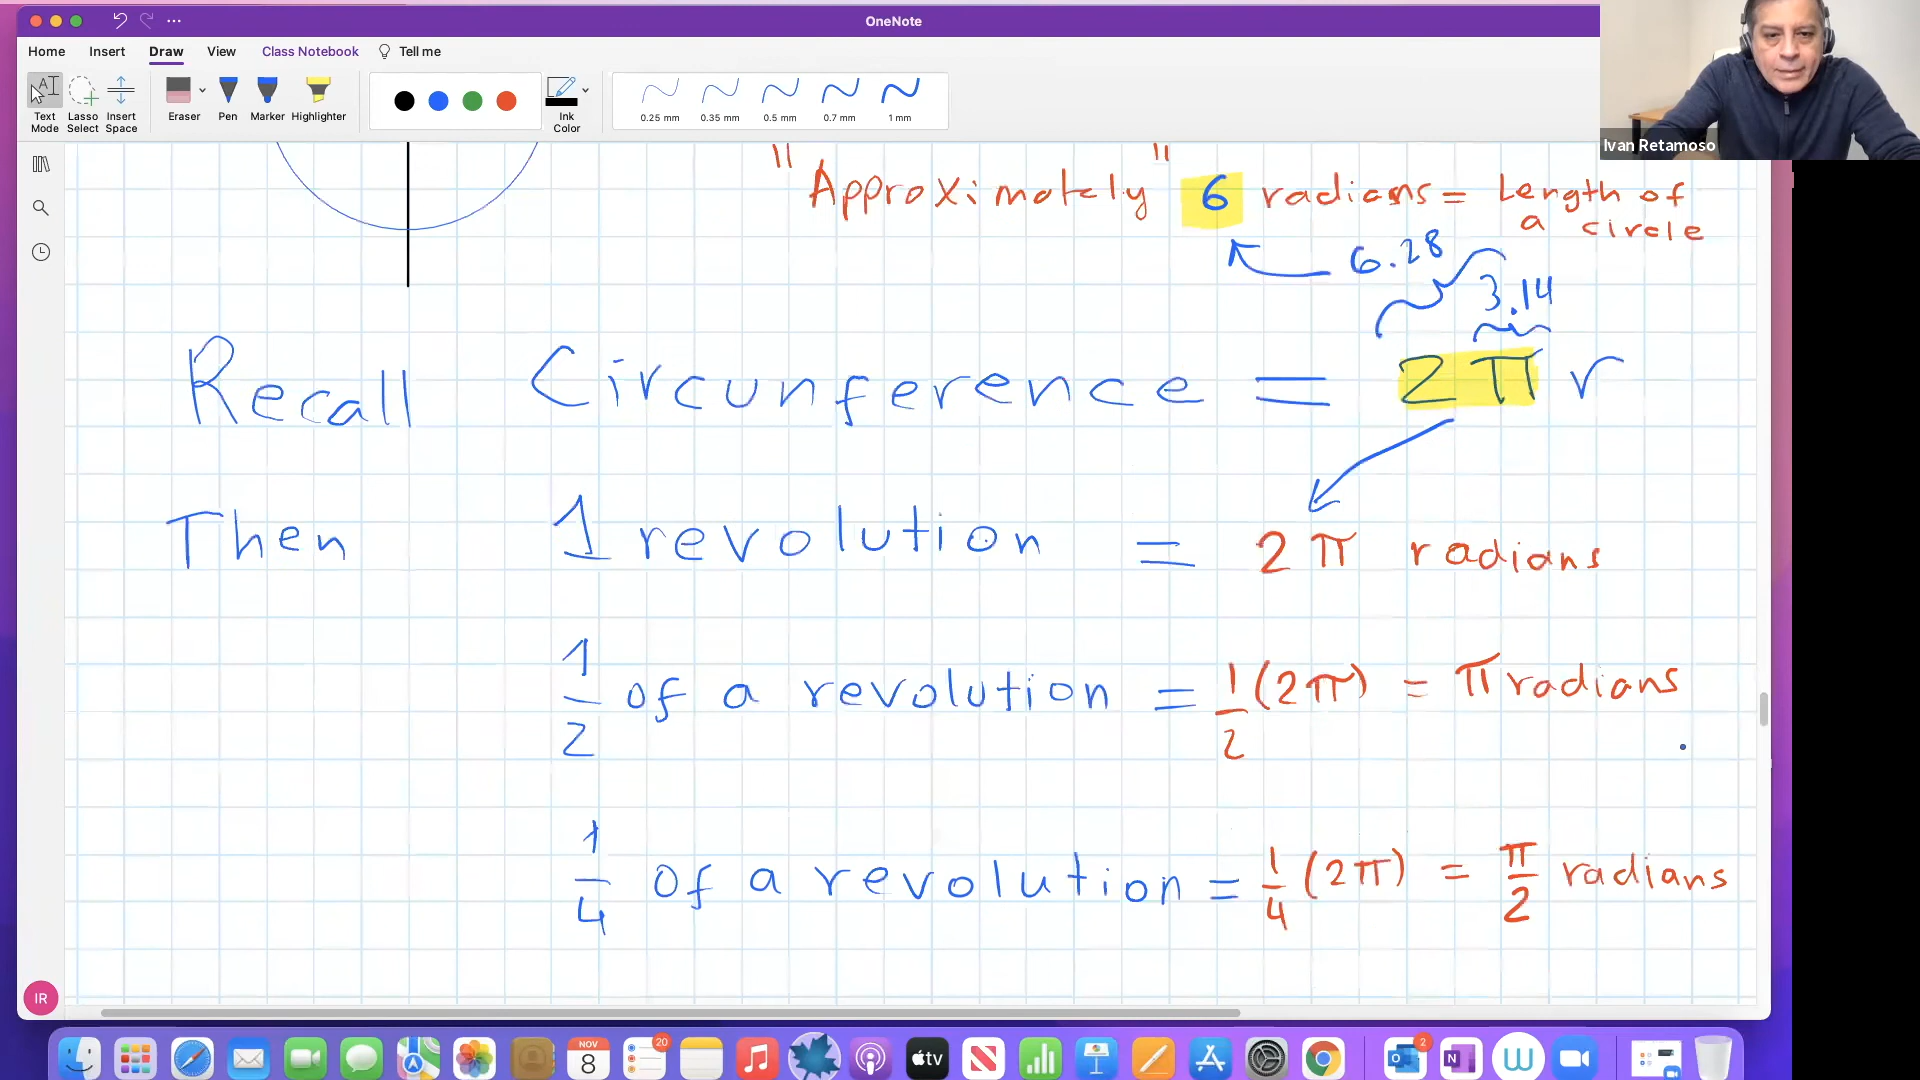 OneNote
Home Insert Draw View Class Notebook Tell me
Text Mode Lasso Select Insert Space Eraser Pen Marker Highlighter Ink Color 0.25 mm 0.35 mm 0.5 mm 0.7 mm 1 mm
Ivan Retamoso
"Approximately" 6 radians = Length of
a circle
6.28
3.14
Recall Circunference = 2π r
Then 1 revolution = 2π radians
1/2 of a revolution = 1/2 (2π) = π radians
1/4 of a revolution = 1/4 (2π) = π/2 radians
IR
NOV
8
20
tv
2
N
W